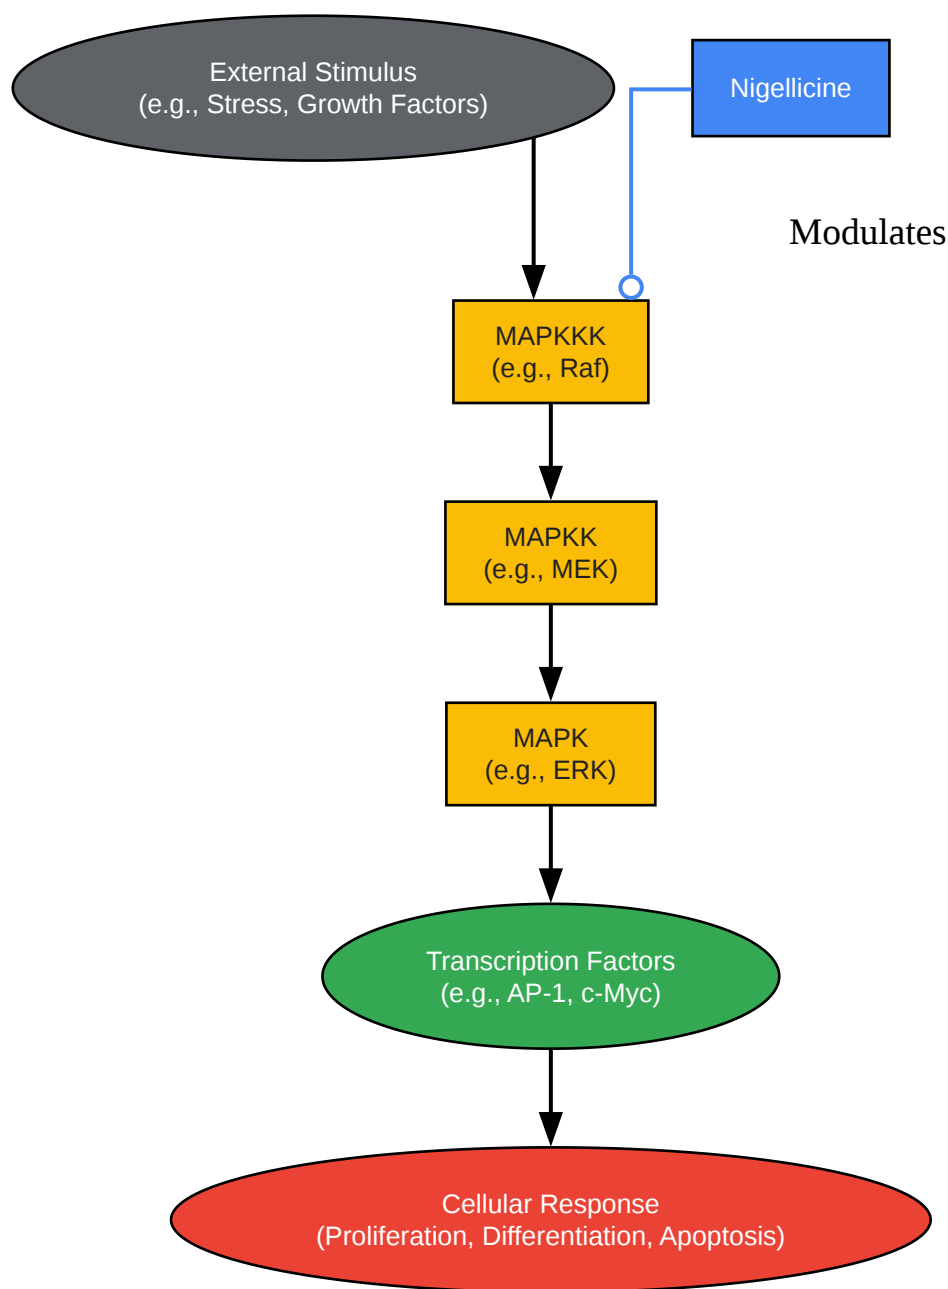 External Stimulus
(e.g., Stress, Growth Factors)
Nigellicine
Modulates
MAPKKK
(e.g., Raf)
MAPKK
(e.g., MEK)
MAPK
(e.g., ERK)
Transcription Factors
(e.g., AP-1, c-Myc)
Cellular Response
(Proliferation, Differentiation, Apoptosis)